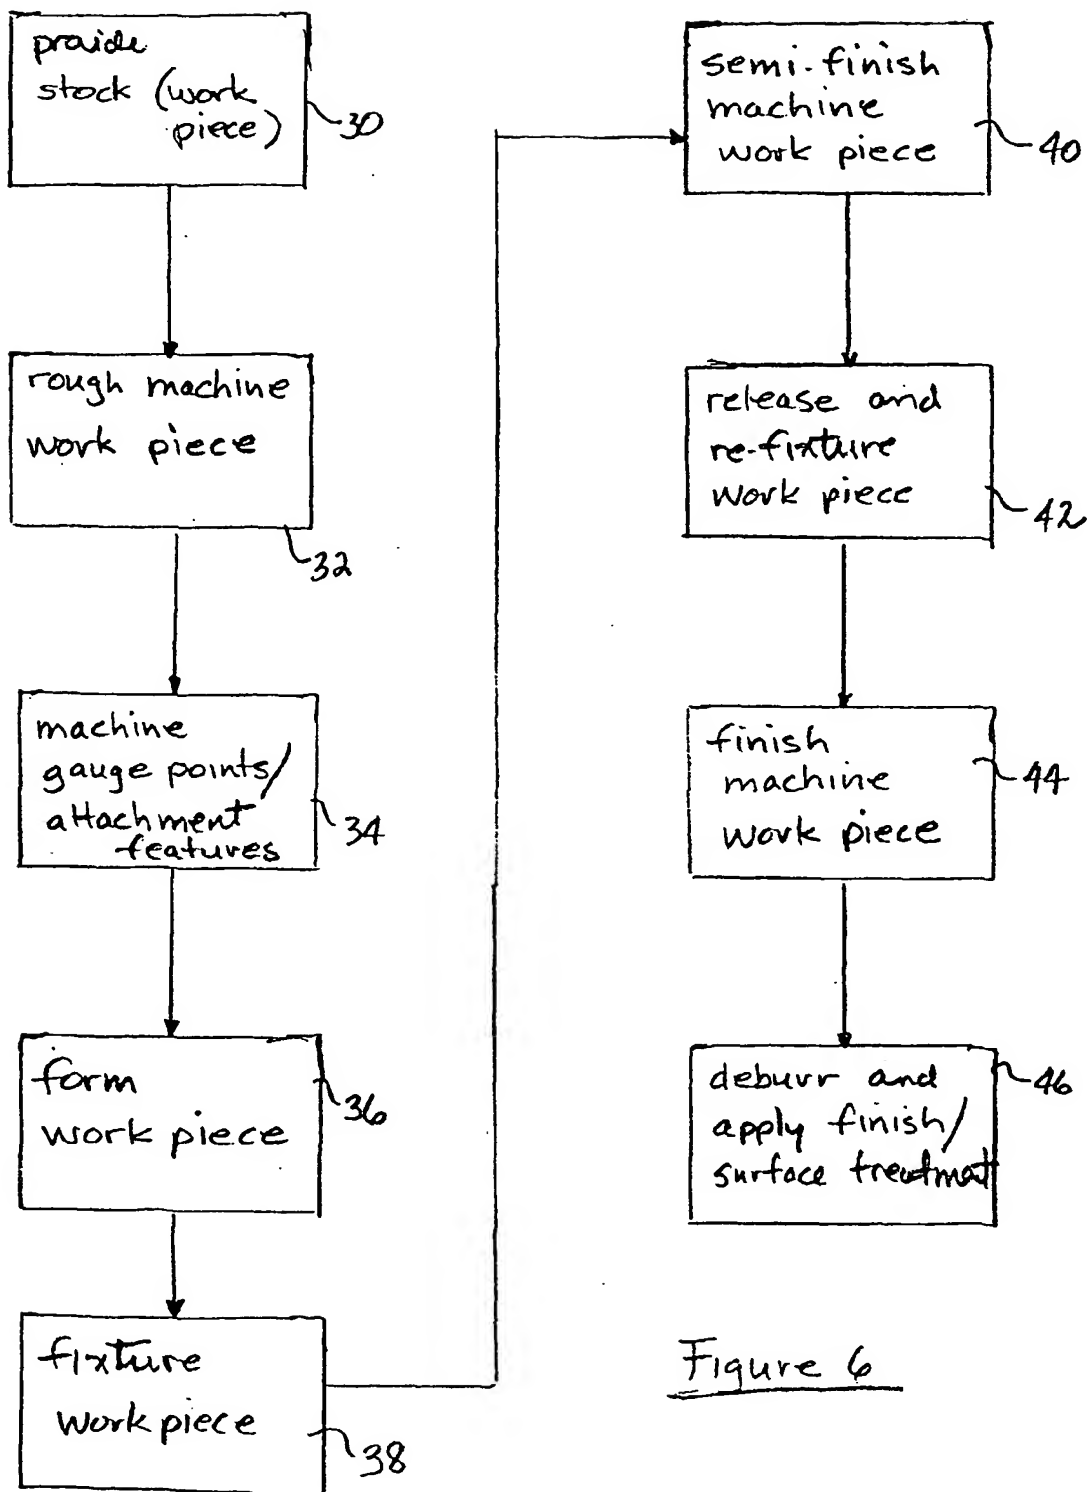 provide
stock (work
piece)
30
rough machine
work piece
32
machine
gauge points/
attachment
features
34
form
work piece
36
fixture
work piece
38
semi-finish
machine
work piece
40
release and
re-fixture
work piece
42
finish
machine
work piece
44
deburr and
apply finish/
surface treatment
46
Figure 6